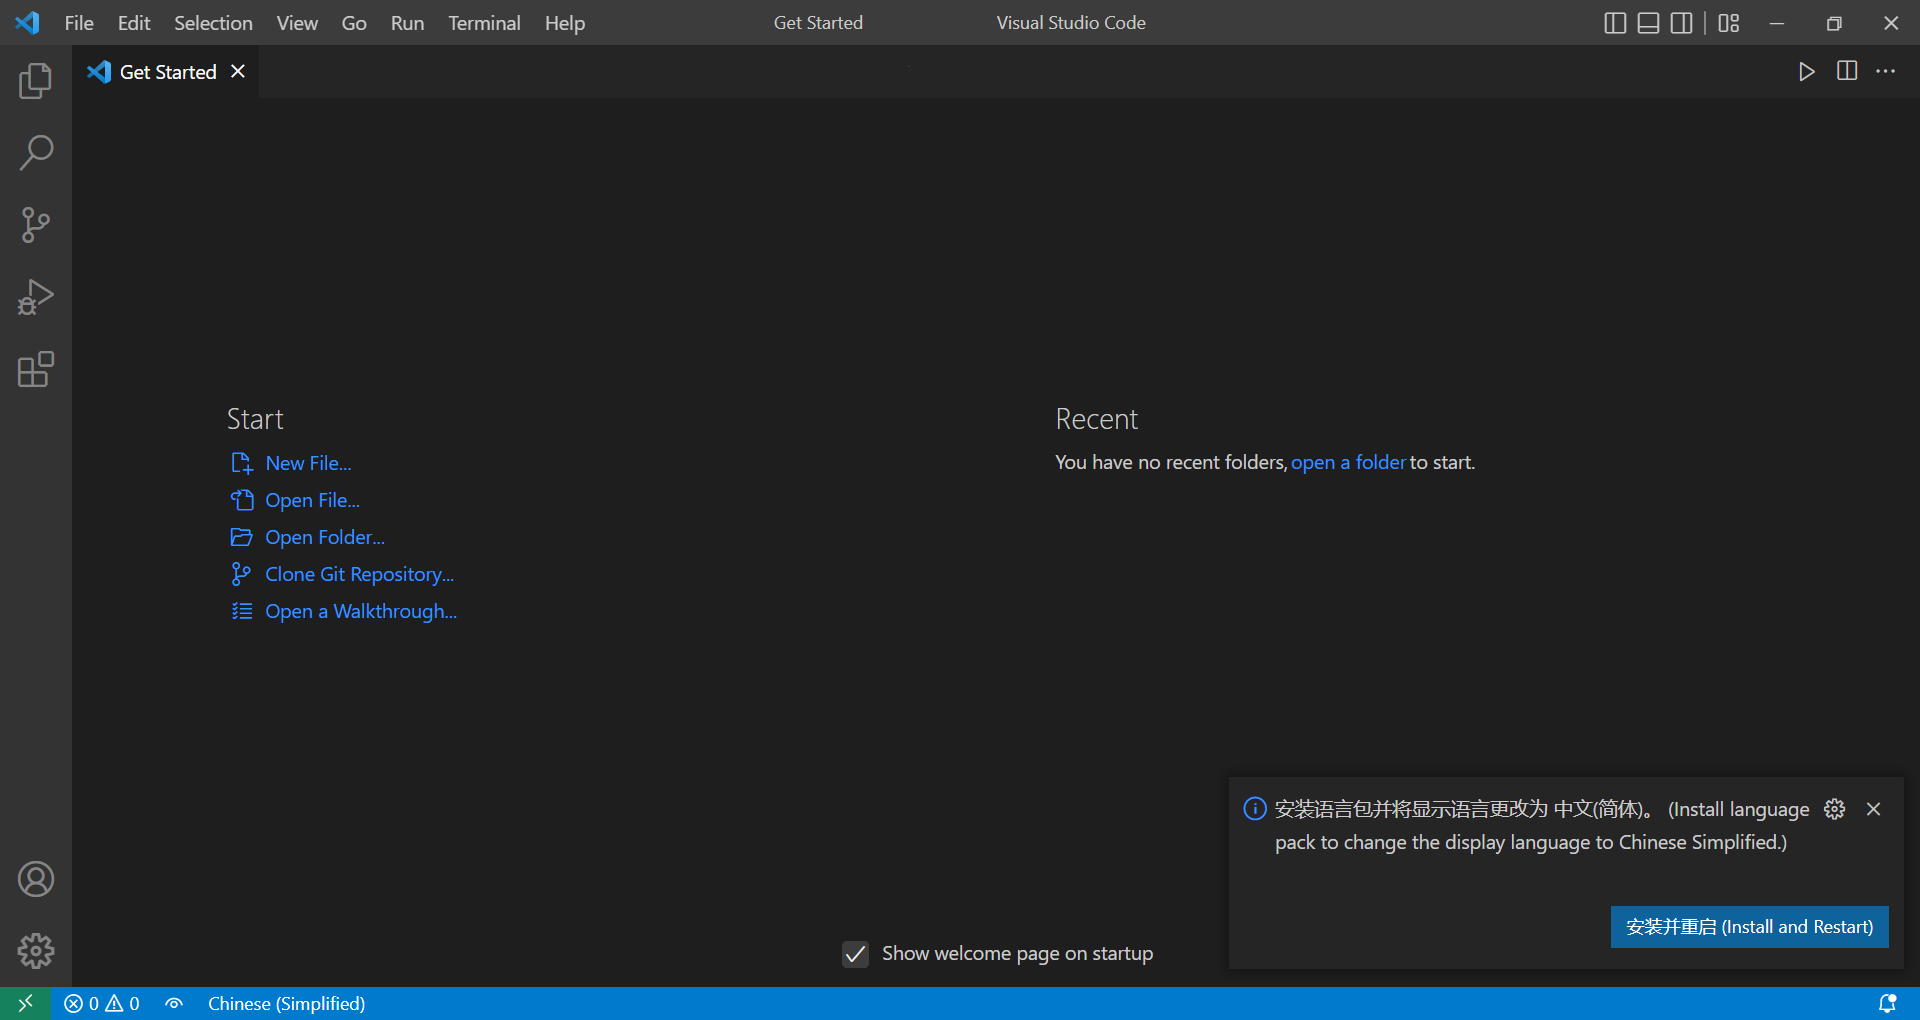 File Edit Selection View Go Run Terminal Help Get Started Visual Studio Code
Get Started
Start
New File...
Open File...
Open Folder...
Clone Git Repository...
Open a Walkthrough...
Recent
You have no recent folders, open a folder to start.
安装语言包并将显示语言更改为 中文(简体)。 (Install language
pack to change the display language to Chinese Simplified.)
安装并重启 (Install and Restart)
Show welcome page on startup
0 0 Chinese (Simplified)